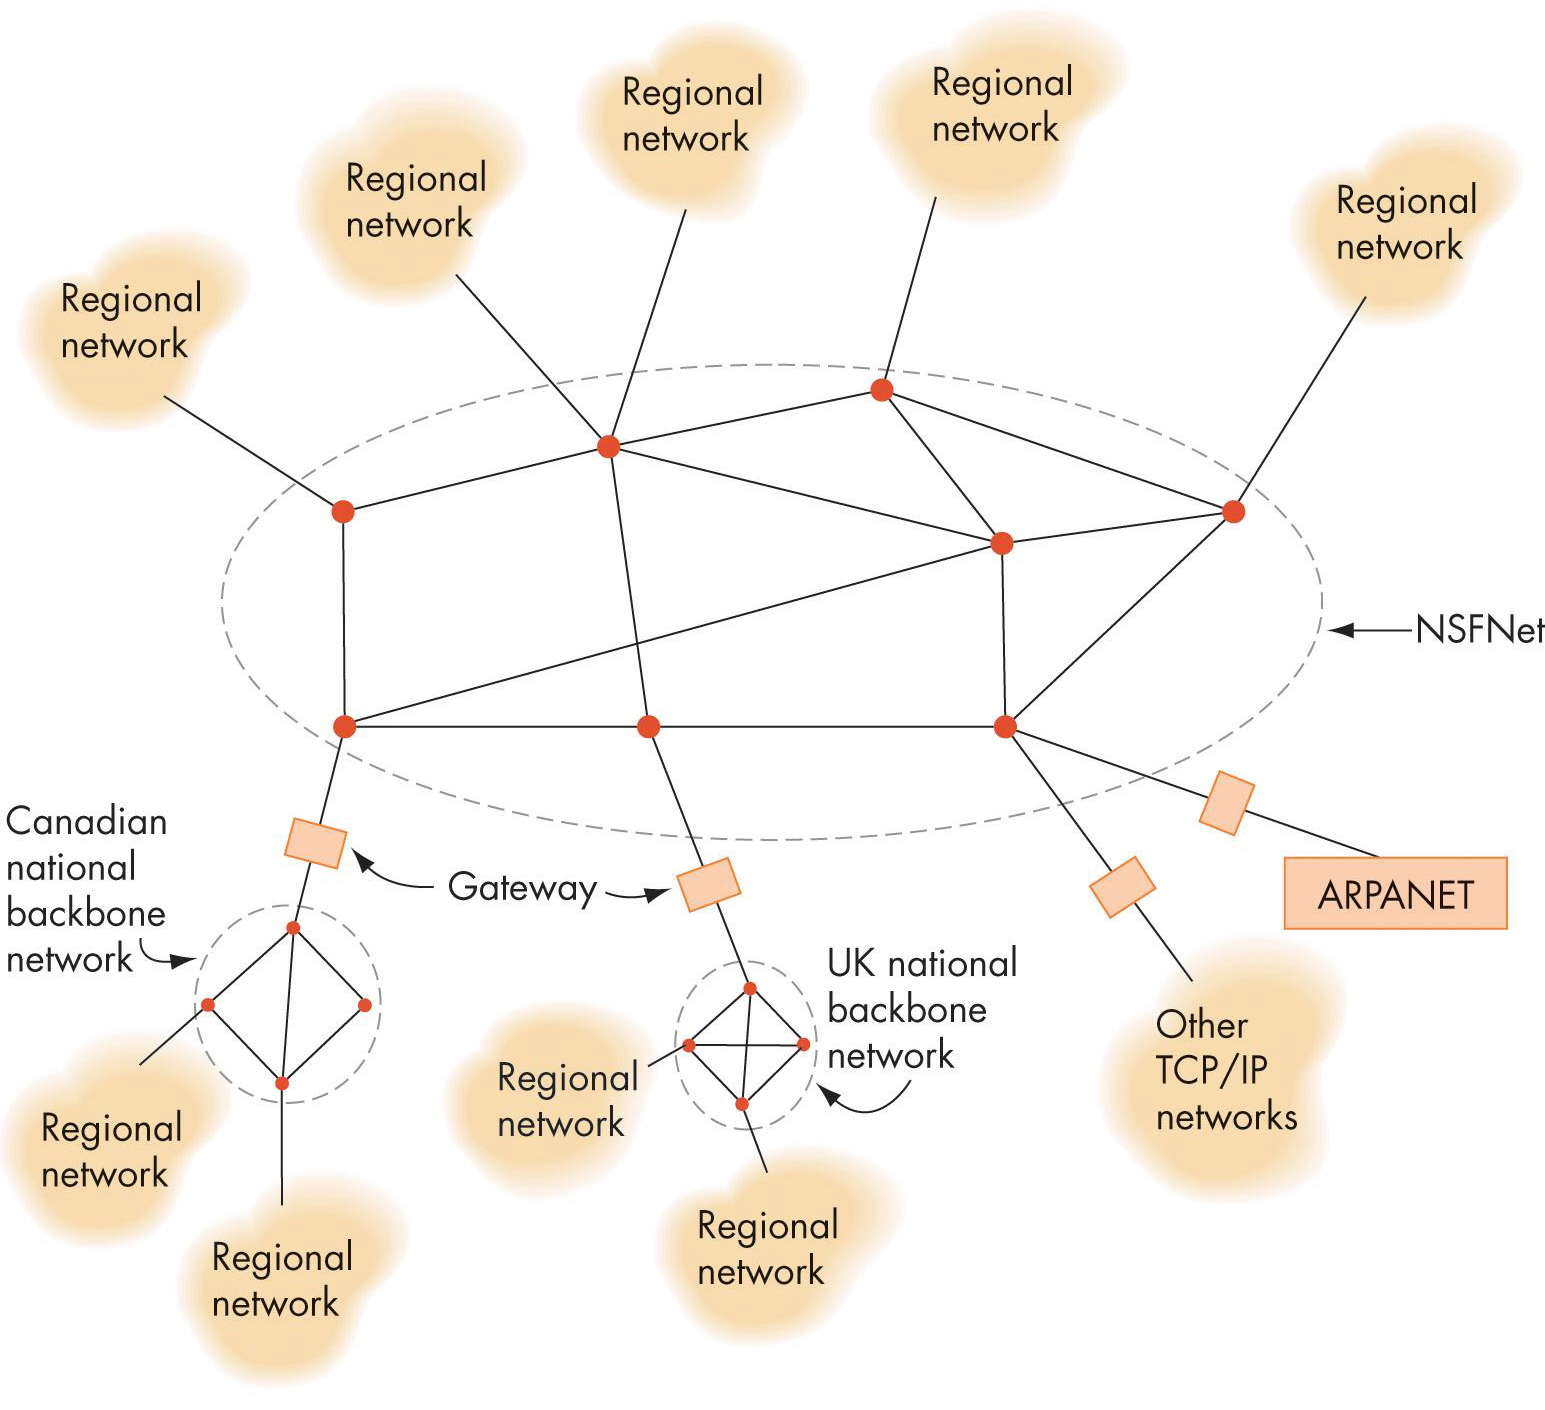 Regional
network
Regional
network
Regional
network
Regional
network
Regional
network
NSFNet
Canadian
national
backbone
network
Gateway
ARPANET
UK national
backbone
network
Other
TCP/IP
networks
Regional
network
Regional
network
Regional
network
Regional
network